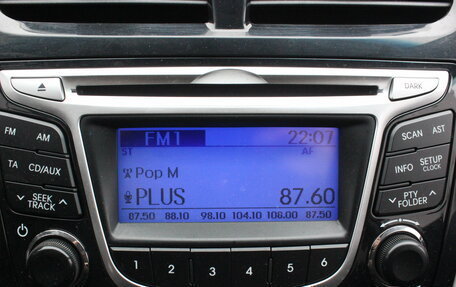 DARK
FM AM
SCAN AST
TA CD/AUX
INFO SETUP CLOCK
SEEK TRACK
PTY FOLDER
FM1 22:07
ST AF
Pop M
PLUS 87.60
87.50 88.10 98.10 104.10 106.00 87.50
1 2 3 4 5 6